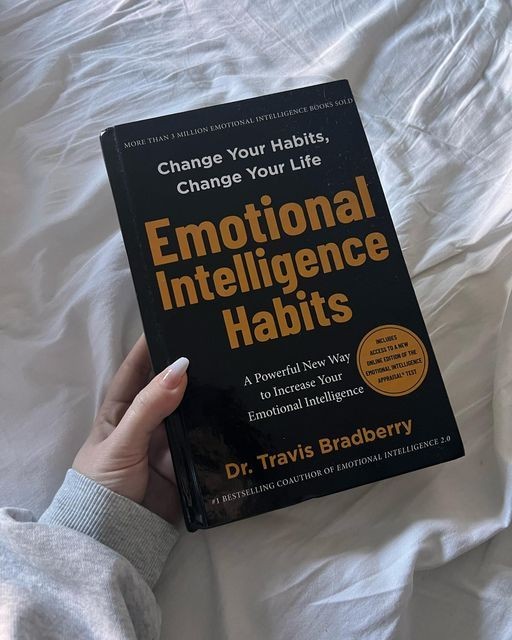 MORE THAN 3 MILLION EMOTIONAL INTELLIGENCE BOOKS SOLD
Change Your Habits,
Change Your Life
Emotional
Intelligence
Habits
INCLUDES
ACCESS TO A NEW
ONLINE EDITION OF THE
EMOTIONAL INTELLIGENCE
APPRAISAL® TEST
A Powerful New Way
to Increase Your
Emotional Intelligence
Dr. Travis Bradberry
#1 BESTSELLING COAUTHOR OF EMOTIONAL INTELLIGENCE 2.0